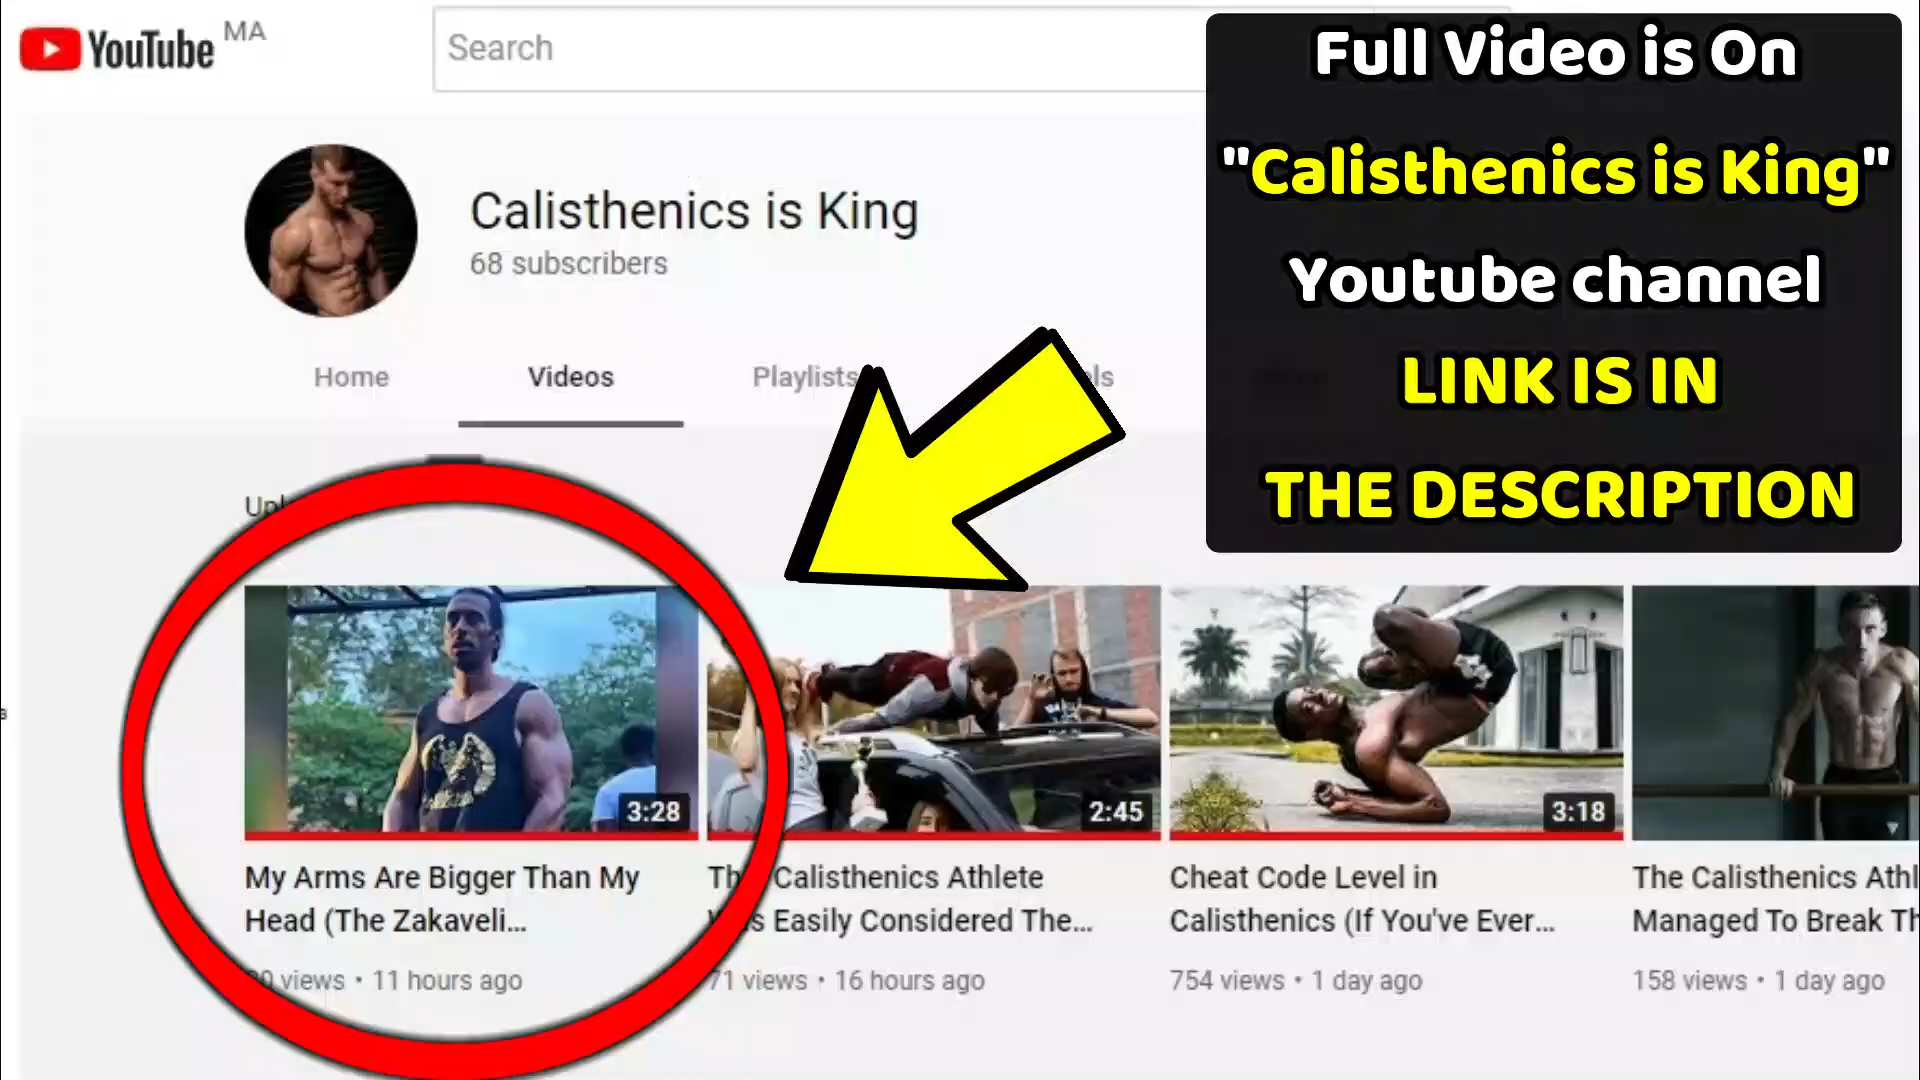 YouTube MA
Search
Full Video is On
"Calisthenics is King"
Youtube channel
LINK IS IN
THE DESCRIPTION
Calisthenics is King
68 subscribers
Home
Videos
Playlists
3:28
2:45
3:18
My Arms Are Bigger Than My
Head (The Zakaveli...
views • 11 hours ago
Calisthenics Athlete
Easily Considered The...
71 views • 16 hours ago
Cheat Code Level in
Calisthenics (If You've Ever...
754 views • 1 day ago
The Calisthenics Athl
Managed To Break Th
158 views • 1 day ago